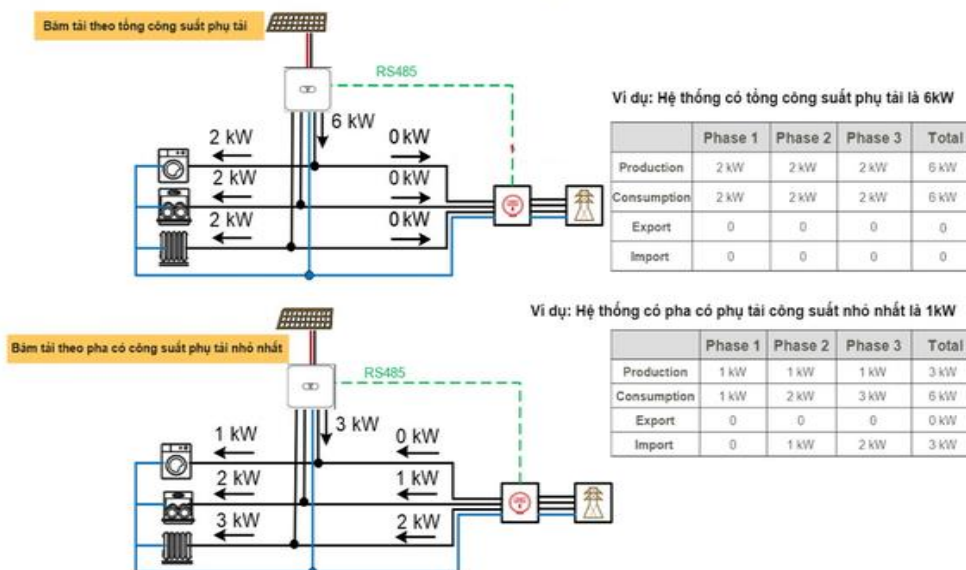 Bám tải theo tổng công suất phụ tải
RS485
6 kW
2 kW
0 kW
2 kW
0 kW
2 kW
0 kW
Ví dụ: Hệ thống có tổng công suất phụ tải là 6kW
Phase 1 Phase 2 Phase 3 Total
Production 2 kW 2 kW 2 kW 6 kW
Consumption 2 kW 2 kW 2 kW 6 kW
Export 0 0 0 0
Import 0 0 0 0
Bám tải theo pha có công suất phụ tải nhỏ nhất
RS485
3 kW
1 kW
0 kW
2 kW
1 kW
3 kW
2 kW
Ví dụ: Hệ thống có pha có phụ tải công suất nhỏ nhất là 1kW
Phase 1 Phase 2 Phase 3 Total
Production 1 kW 1 kW 1 kW 3 kW
Consumption 1 kW 2 kW 3 kW 6 kW
Export 0 0 0 0 kW
Import 0 1 kW 2 kW 3 kW